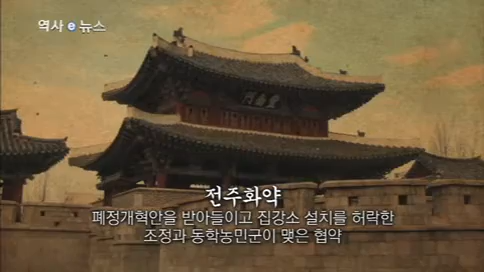 역사 e 뉴스
전주화약
폐정개혁안을 받아들이고 집강소 설치를 허락한
조정과 동학농민군이 맺은 협약